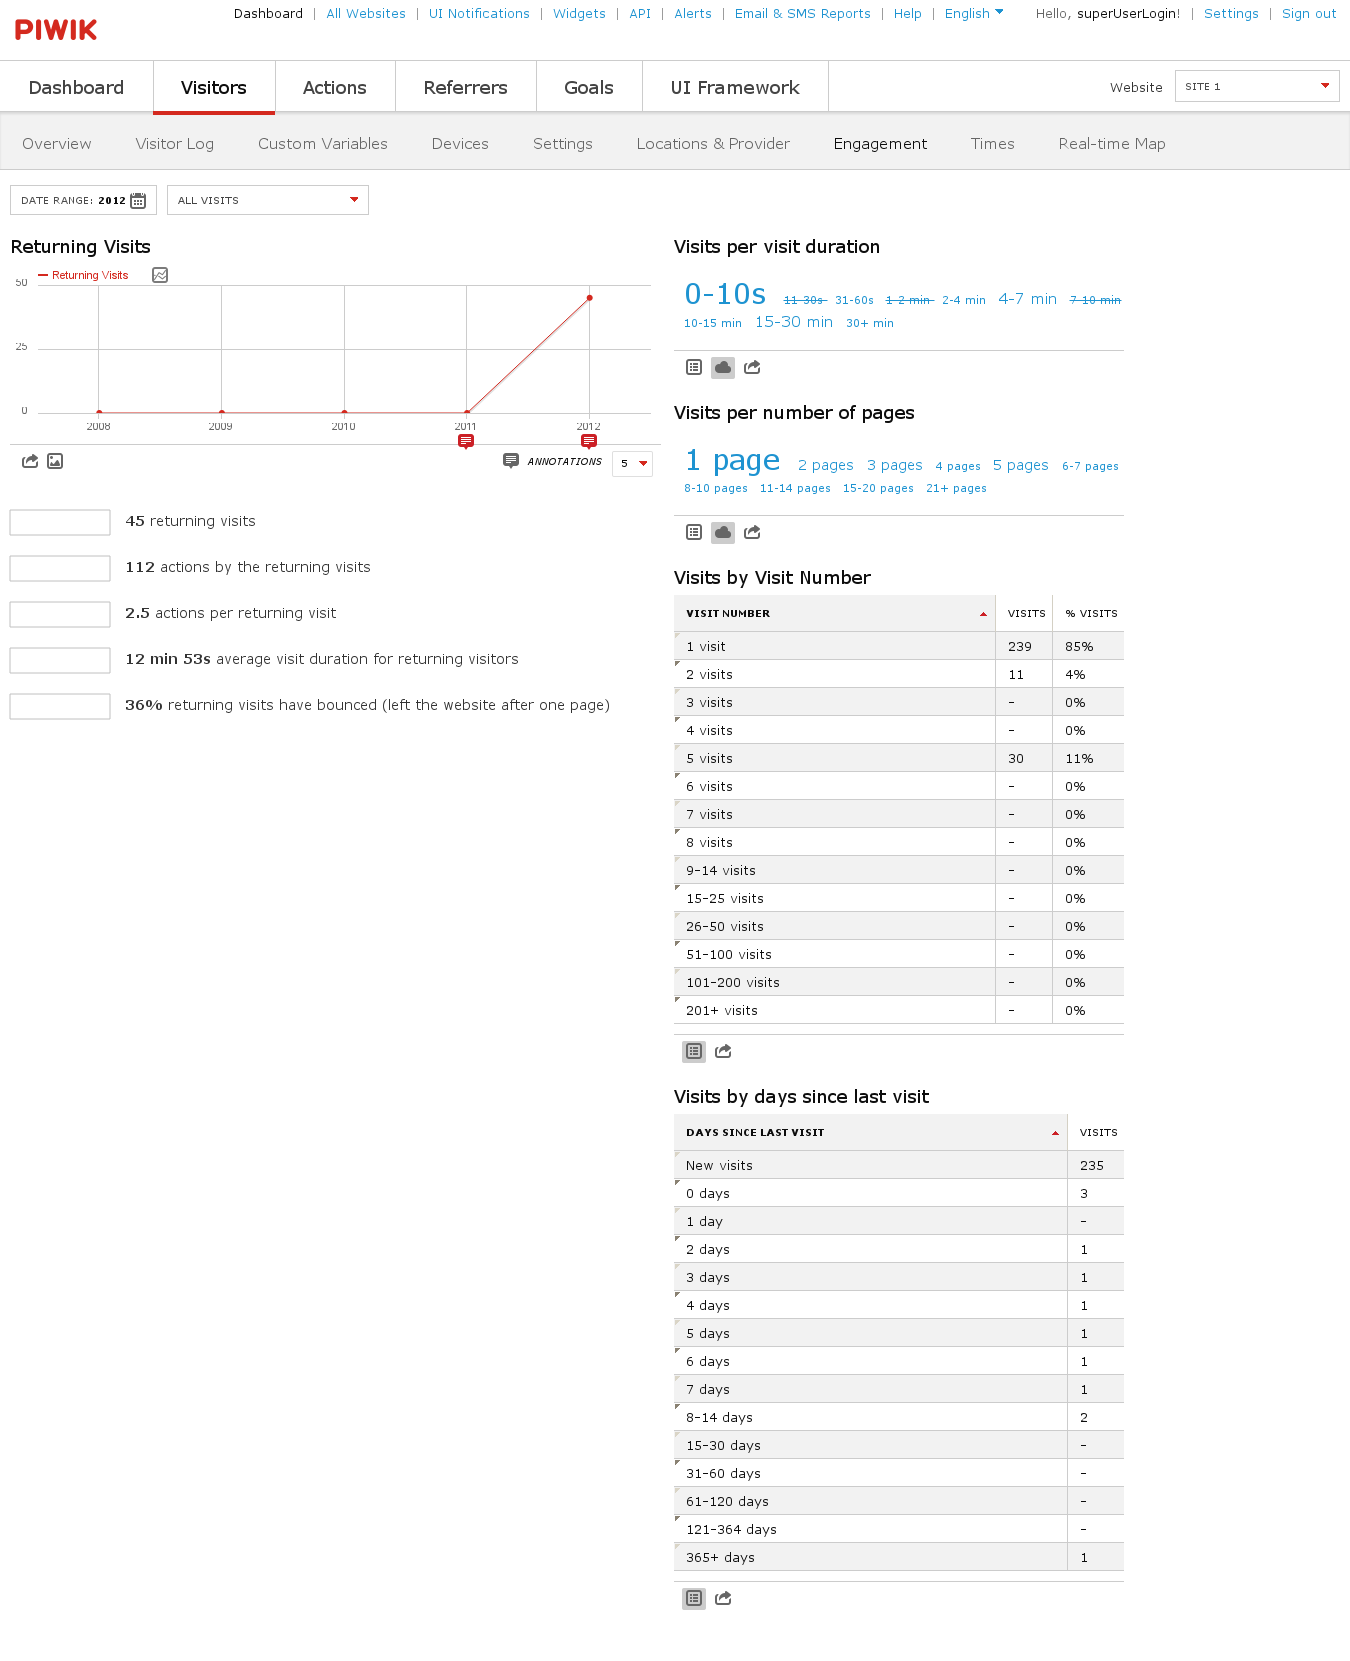 PIWIK
Dashboard | All Websites | UI Notifications | Widgets | API | Alerts | Email & SMS Reports | Help | English Hello, superUserLogin! | Settings | Sign out
Dashboard Visitors Actions Referrers Goals UI Framework Website SITE 1
Overview Visitor Log Custom Variables Devices Settings Locations & Provider Engagement Times Real-time Map
DATE RANGE: 2012 ALL VISITS
Returning Visits
Returning Visits
50
25
0
2008 2009 2010 2011 2012
ANNOTATIONS 5
45 returning visits
112 actions by the returning visits
2.5 actions per returning visit
12 min 53s average visit duration for returning visitors
36% returning visits have bounced (left the website after one page)
Visits per visit duration
0-10s 11-30s 31-60s 1-2 min 2-4 min 4-7 min 7-10 min
10-15 min 15-30 min 30+ min
Visits per number of pages
1 page 2 pages 3 pages 4 pages 5 pages 6-7 pages
8-10 pages 11-14 pages 15-20 pages 21+ pages
Visits by Visit Number
VISIT NUMBER VISITS % VISITS
1 visit 239 85%
2 visits 11 4%
3 visits - 0%
4 visits - 0%
5 visits 30 11%
6 visits - 0%
7 visits - 0%
8 visits - 0%
9-14 visits - 0%
15-25 visits - 0%
26-50 visits - 0%
51-100 visits - 0%
101-200 visits - 0%
201+ visits - 0%
Visits by days since last visit
DAYS SINCE LAST VISIT VISITS
New visits 235
0 days 3
1 day -
2 days 1
3 days 1
4 days 1
5 days 1
6 days 1
7 days 1
8-14 days 2
15-30 days -
31-60 days -
61-120 days -
121-364 days -
365+ days 1